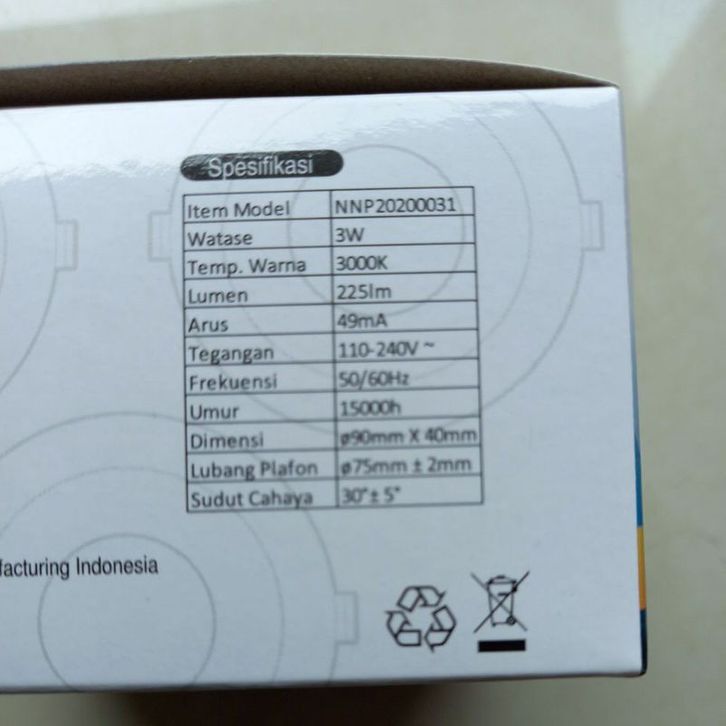 Spesifikasi
Item Model NNP20200031
Watase 3W
Temp. Warna 3000K
Lumen 225lm
Arus 49mA
Tegangan 110-240V ~
Frekuensi 50/60Hz
Umur 15000h
Dimensi ø90mm X 40mm
Lubang Plafon ø75mm ± 2mm
Sudut Cahaya 30°± 5°
facturing Indonesia